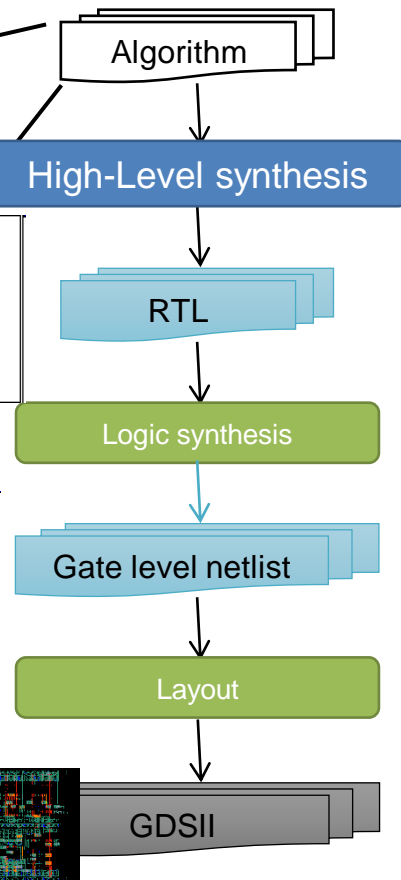 Algorithm
High-Level synthesis
RTL
Logic synthesis
Gate level netlist
Layout
GDSII